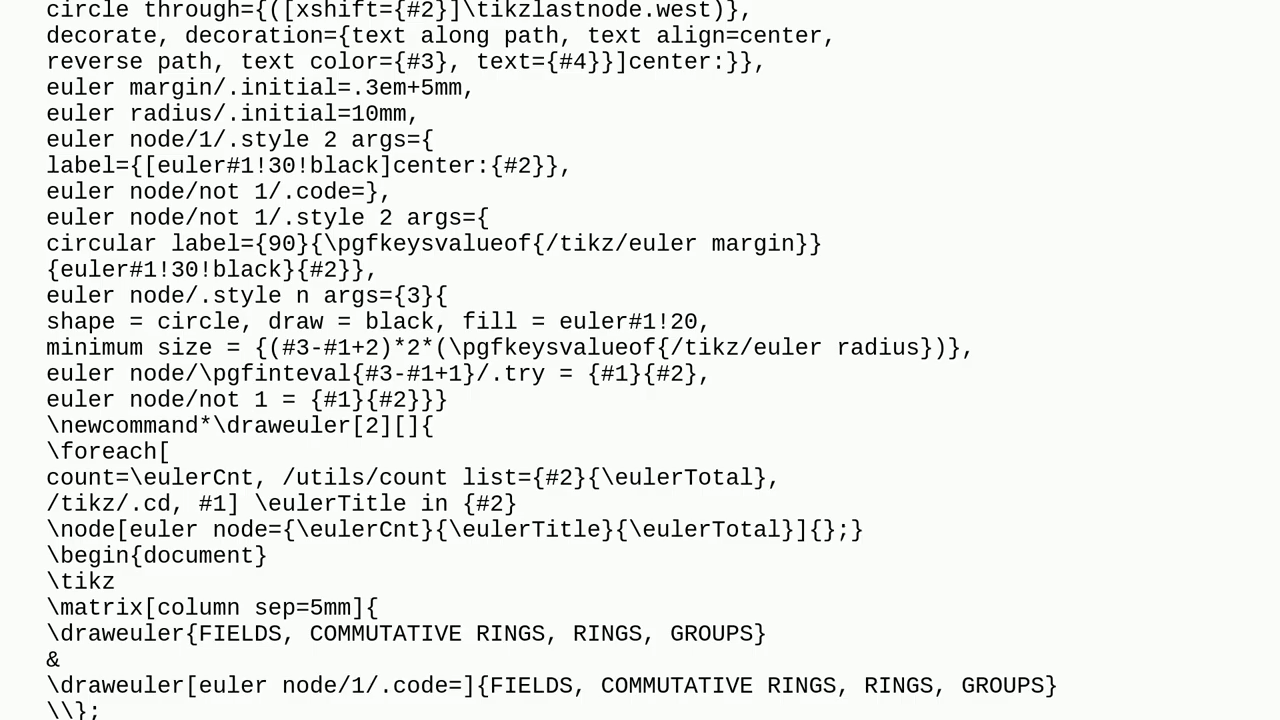 circle through={([xshift={#2}]\tikzlastnode.west)},
decorate, decoration={text along path, text align=center,
reverse path, text color={#3}, text={#4}}]center:}},
euler margin/.initial=.3em+5mm,
euler radius/.initial=10mm,
euler node/1/.style 2 args={
label={[euler#1!30!black]center:{#2}},
euler node/not 1/.code=},
euler node/not 1/.style 2 args={
circular label={90}{\pgfkeysvalueof{/tikz/euler margin}}
{euler#1!30!black}{#2}},
euler node/.style n args={3}{
shape = circle, draw = black, fill = euler#1!20,
minimum size = {(#3-#1+2)*2*(\pgfkeysvalueof{/tikz/euler radius})},
euler node/\pgfinteval{#3-#1+1}/.try = {#1}{#2},
euler node/not 1 = {#1}{#2}}}
\newcommand*\draweuler[2][]{
\foreach[
count=\eulerCnt, /utils/count list={#2}{\eulerTotal},
/tikz/.cd, #1] \eulerTitle in {#2}
\node[euler node={\eulerCnt}{\eulerTitle}{\eulerTotal}]{};}
\begin{document}
\tikz
\matrix[column sep=5mm]{
\draweuler{FIELDS, COMMUTATIVE RINGS, RINGS, GROUPS}
&
\draweuler[euler node/1/.code=]{FIELDS, COMMUTATIVE RINGS, RINGS, GROUPS}
\\};